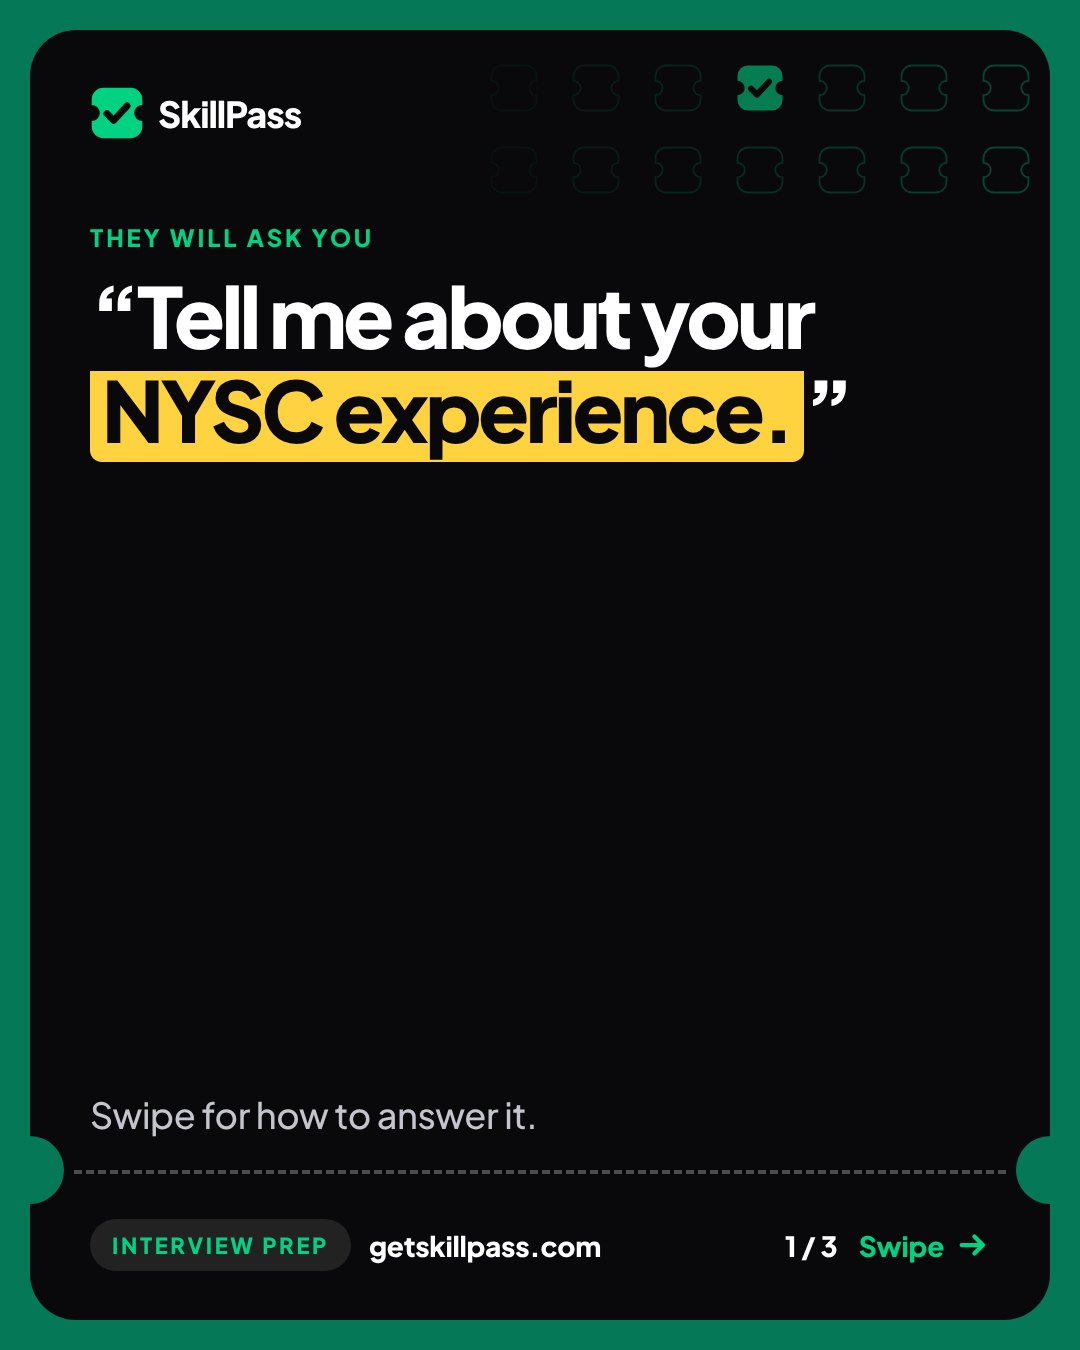 SkillPass
THEY WILL ASK YOU
“Tell me about your
NYSC experience.”
Swipe for how to answer it.
INTERVIEW PREP getskillpass.com 1 / 3 Swipe →